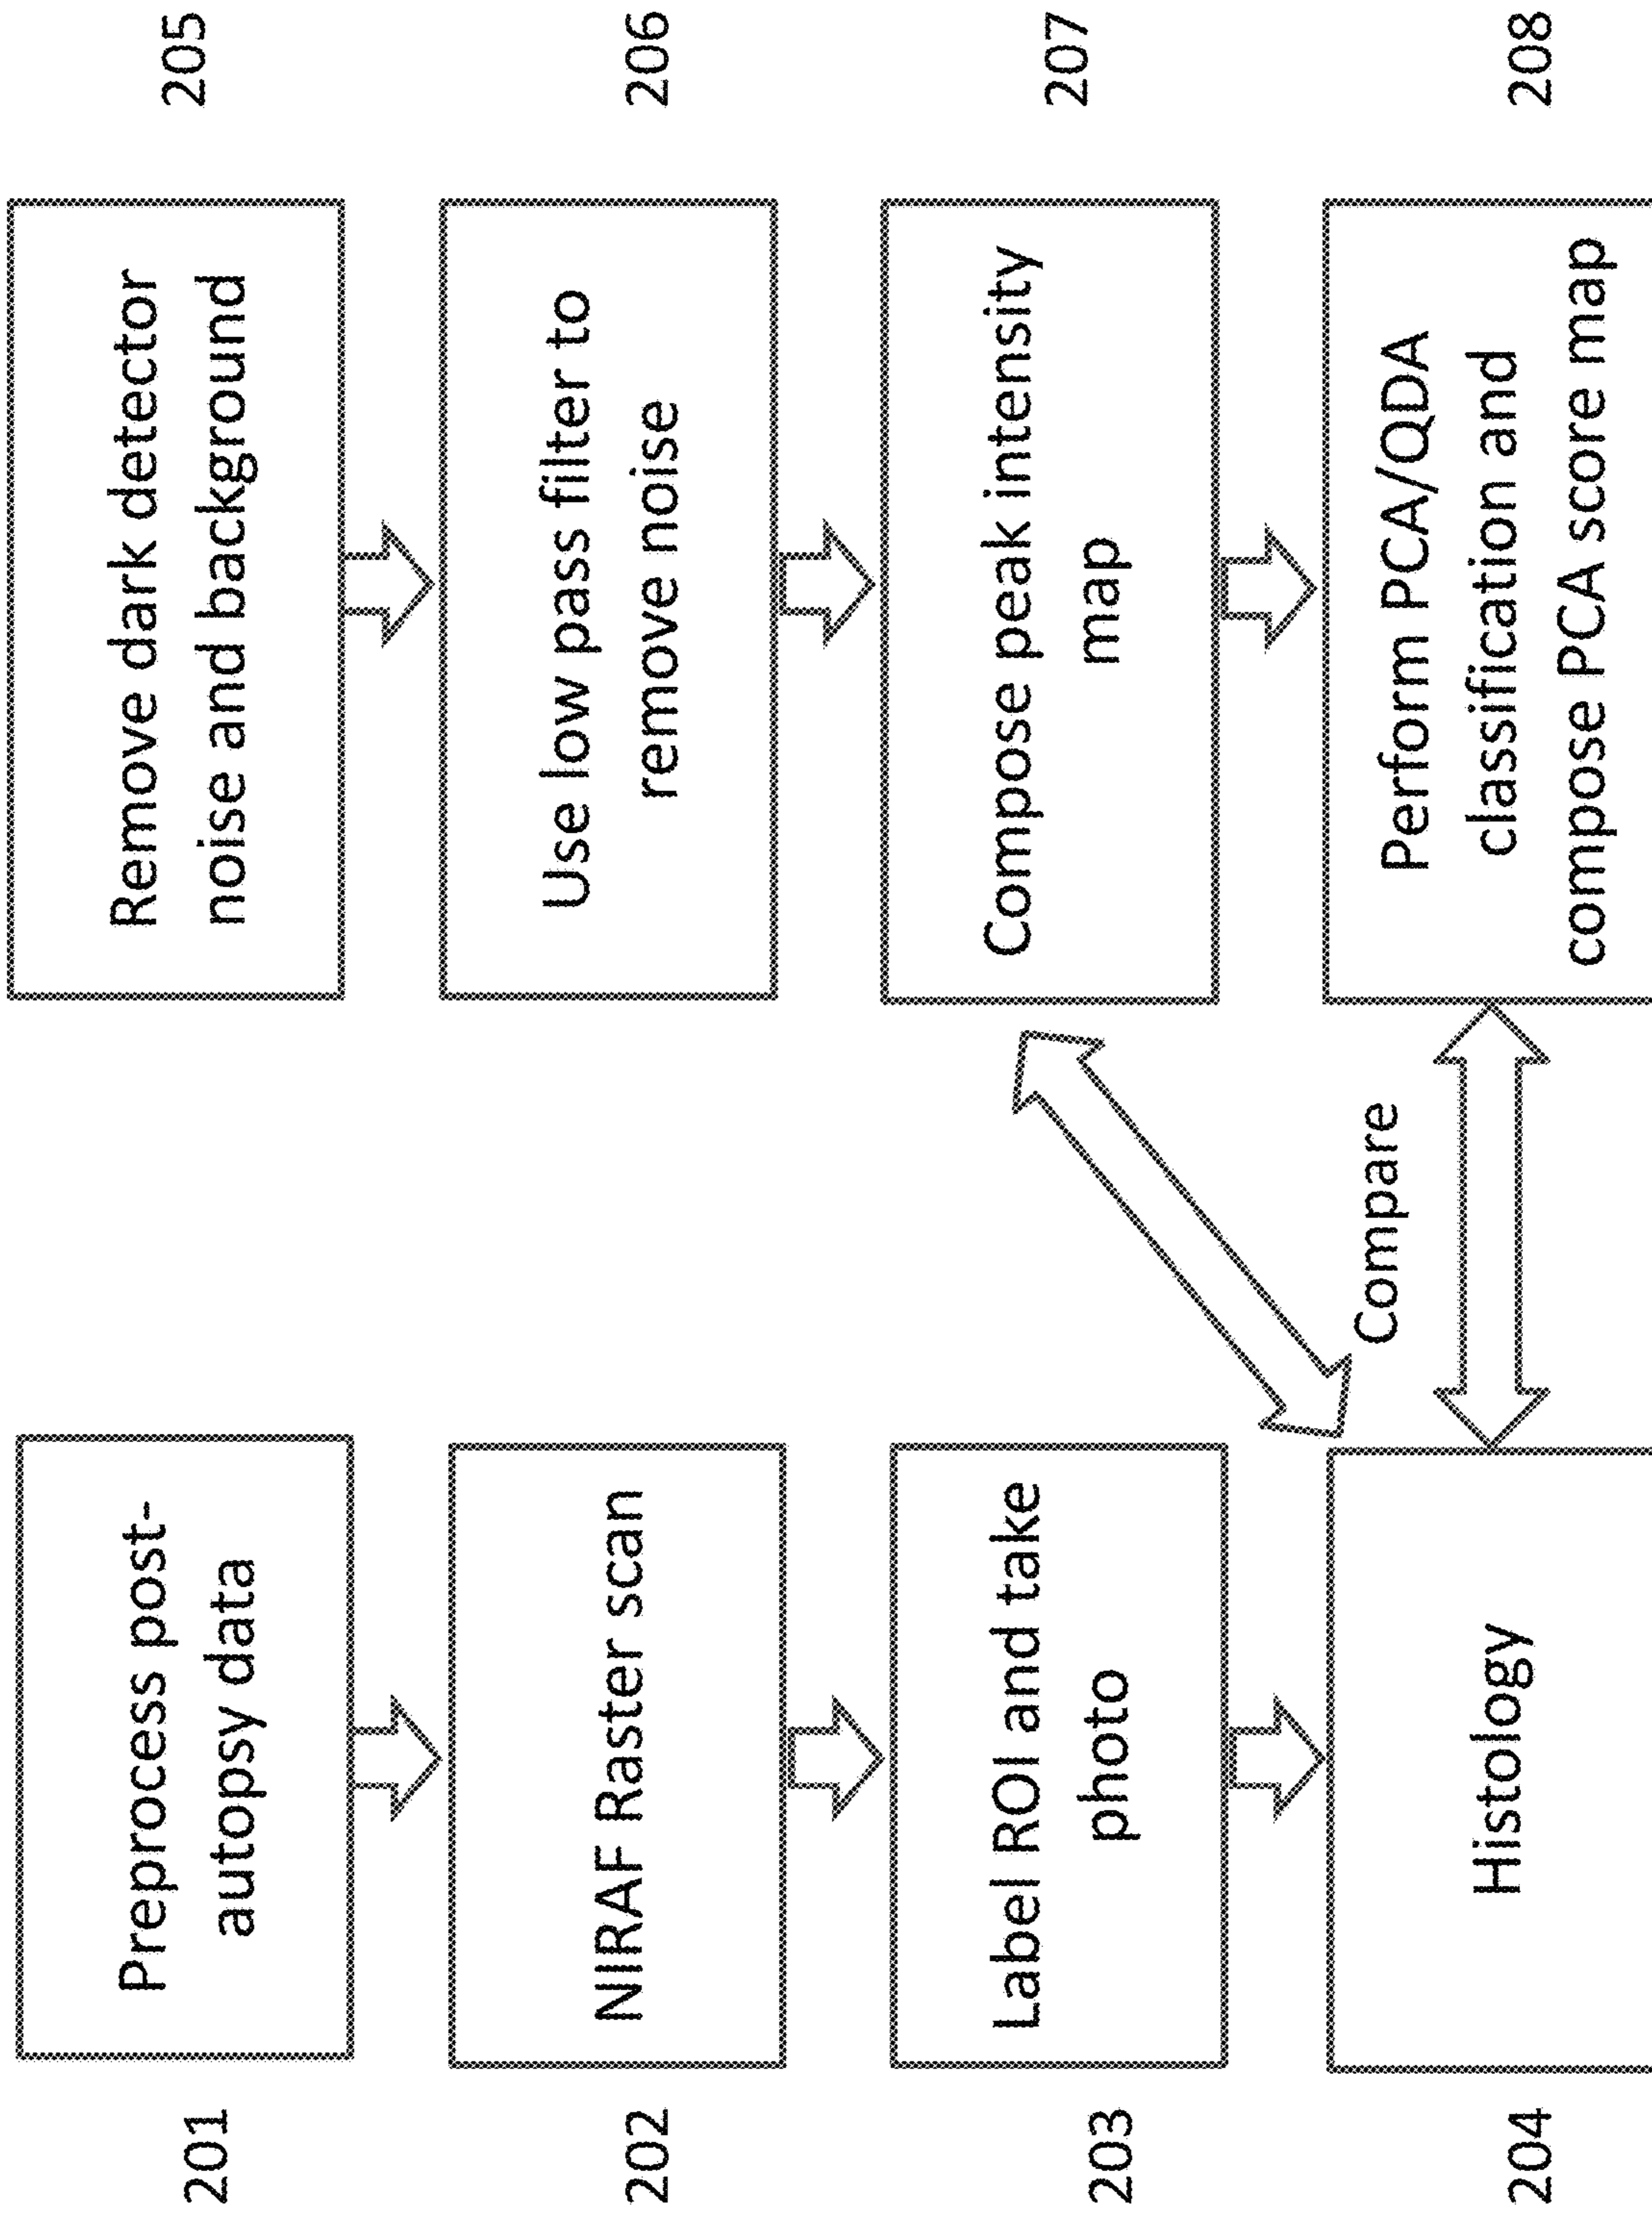 201
Preprocess post-
autopsy data
202
NIRAF Raster scan
203
Label ROI and take
photo
204
Histology
Compare
Remove dark detector
noise and background
205
Use low pass filter to
remove noise
206
Compose peak intensity
map
207
Perform PCA/QDA
classification and
compose PCA score map
208